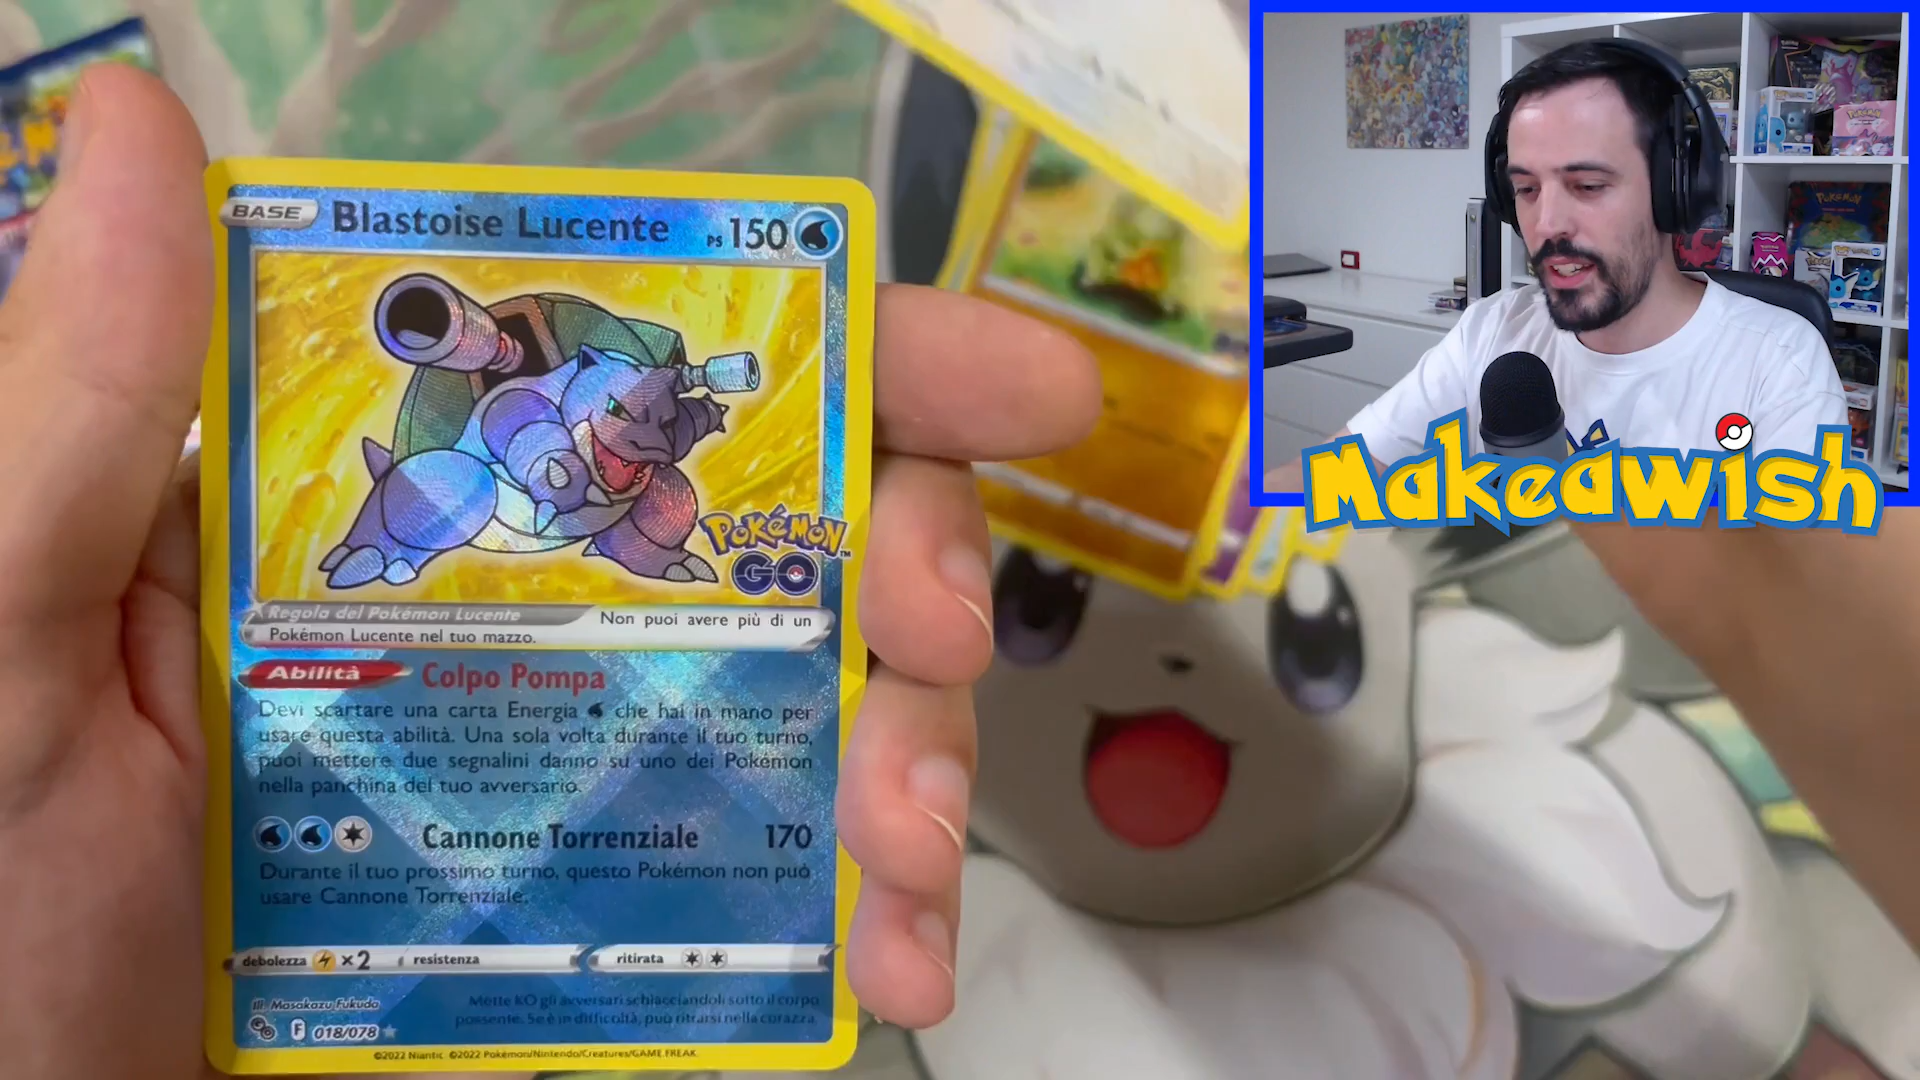 BASE Blastoise Lucente PS 150
POKÉMON
GO™
Regola del Pokémon Lucente Non puoi avere più di un
Pokémon Lucente nel tuo mazzo.
Abilità Colpo Pompa
Devi scartare una carta Energia che hai in mano per
usare questa abilità. Una sola volta durante il tuo turno,
puoi mettere due segnalini danno su uno dei Pokémon
nella panchina del tuo avversario.
Cannone Torrenziale 170
Durante il tuo prossimo turno, questo Pokémon non può
usare Cannone Torrenziale.
debolezza ×2 resistenza ritirata
Ill. Masakazu Fukuda
Mette KO gli avversari schiacciandoli sotto il corpo
possente. Se è in difficoltà, può ritrarsi nella corazza.
F 018/078
©2022 Niantic ©2022 Pokémon/Nintendo/Creatures/GAME FREAK
Makeawish